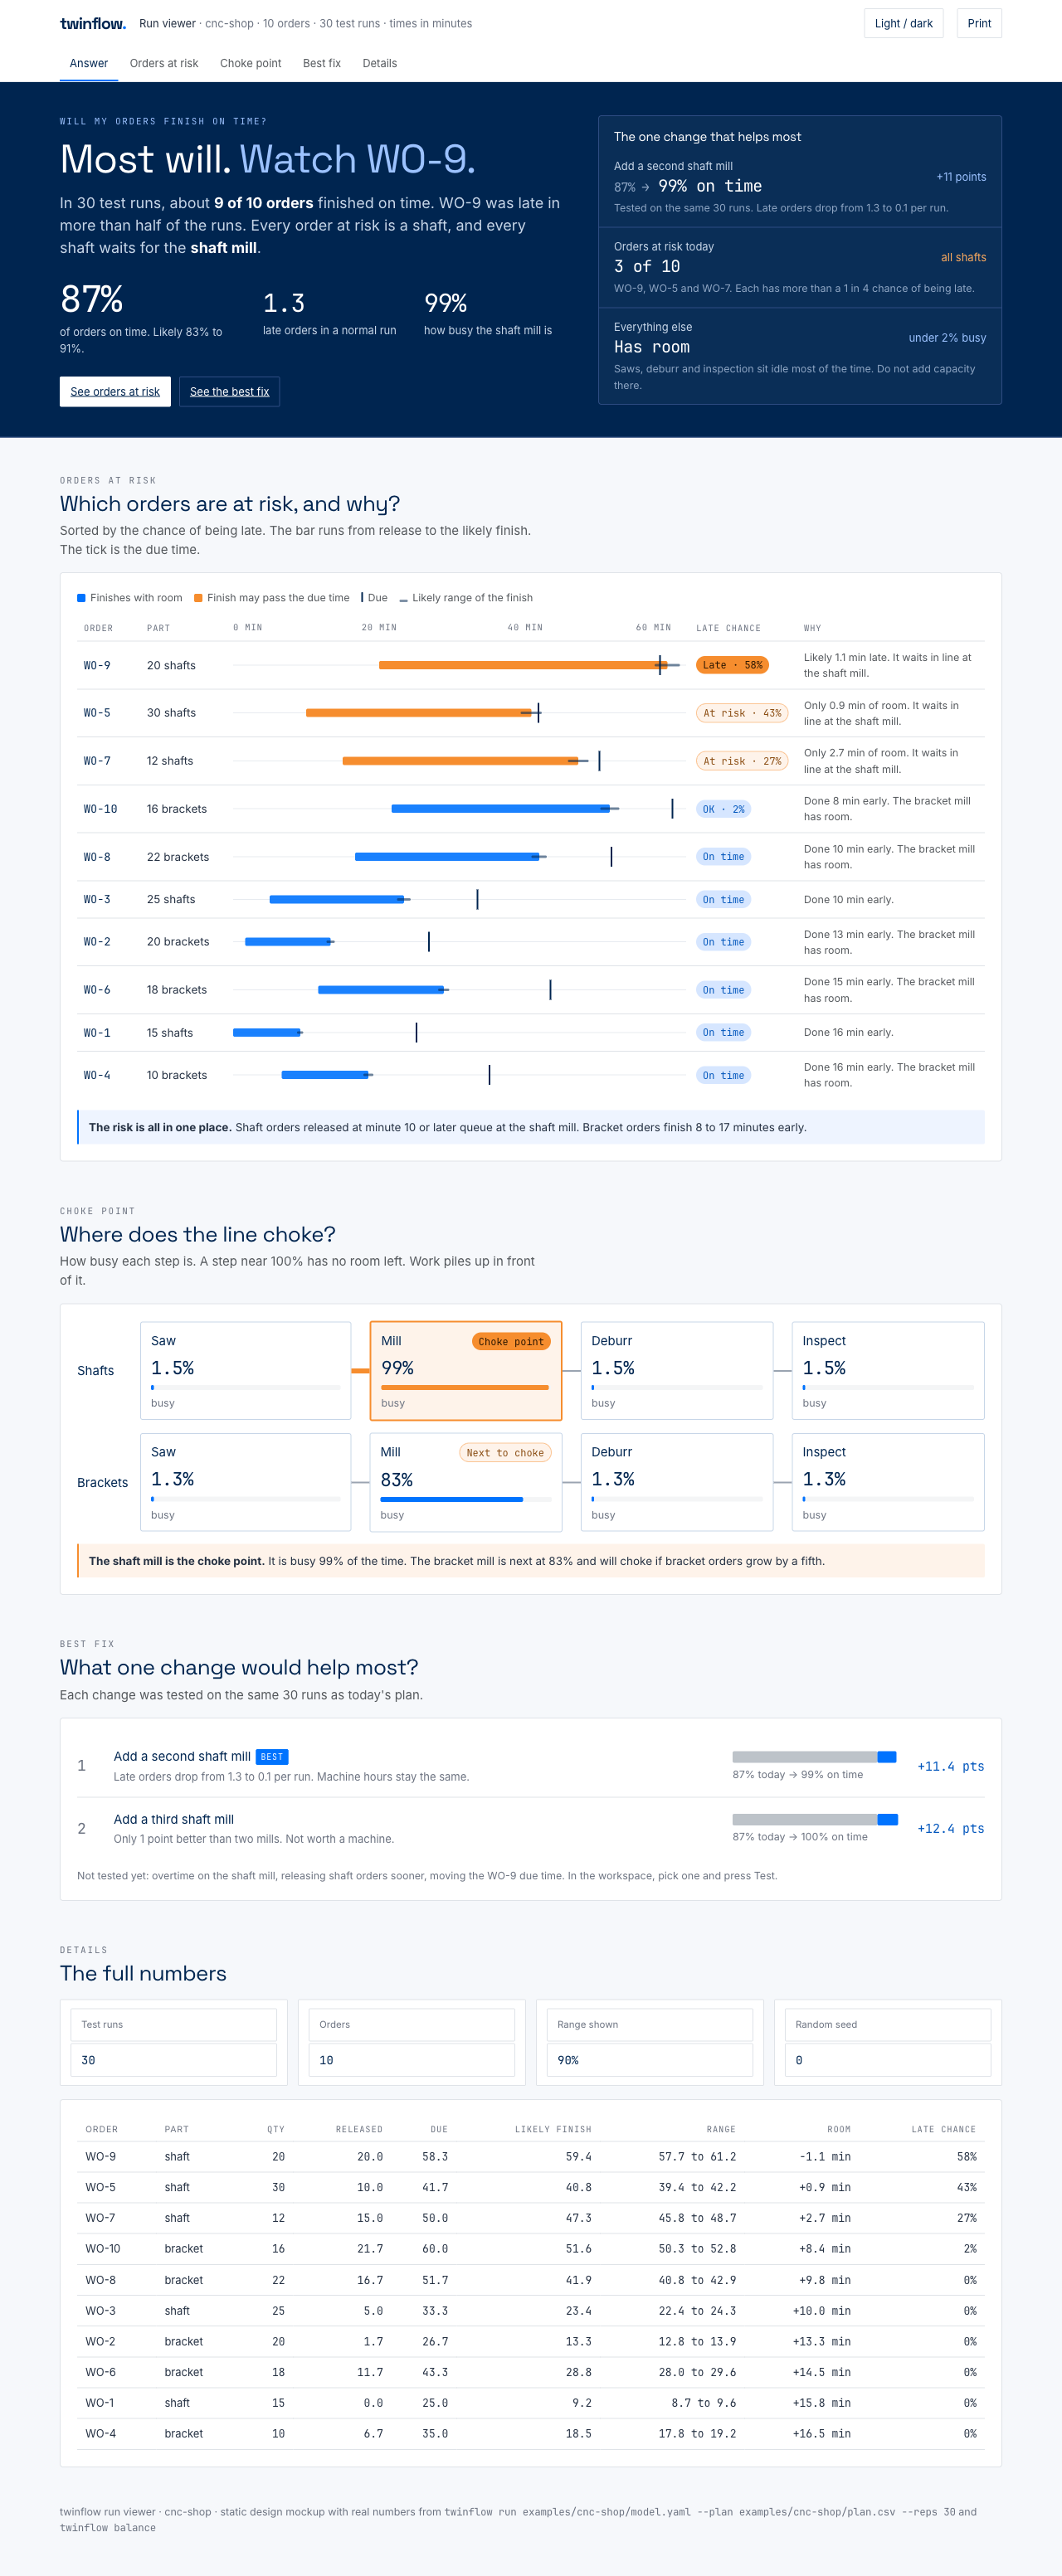 twinflow. Run viewer · cnc-shop · 10 orders · 30 test runs · times in minutes
Light / dark
Print
Answer
Orders at risk
Choke point
Best fix
Details
WILL MY ORDERS FINISH ON TIME?
Most will. Watch WO-9.
In 30 test runs, about 9 of 10 orders finished on time. WO-9 was late in
more than half of the runs. Every order at risk is a shaft, and every
shaft waits for the shaft mill.
87%
of orders on time. Likely 83% to
91%.
1.3
late orders in a normal run
99%
how busy the shaft mill is
See orders at risk
See the best fix
The one change that helps most
Add a second shaft mill
87% → 99% on time
+11 points
Tested on the same 30 runs. Late orders drop from 1.3 to 0.1 per run.
Orders at risk today
3 of 10
all shafts
WO-9, WO-5 and WO-7. Each has more than a 1 in 4 chance of being late.
Everything else
Has room
under 2% busy
Saws, deburr and inspection sit idle most of the time. Do not add capacity
there.
ORDERS AT RISK
Which orders are at risk, and why?
Sorted by the chance of being late. The bar runs from release to the likely finish.
The tick is the due time.
Finishes with room
Finish may pass the due time
Due
Likely range of the finish
ORDER PART 0 MIN 20 MIN 40 MIN 60 MIN LATE CHANCE WHY
WO-9 20 shafts Late · 58% Likely 1.1 min late. It waits in line at
the shaft mill.
WO-5 30 shafts At risk · 43% Only 0.9 min of room. It waits in
line at the shaft mill.
WO-7 12 shafts At risk · 27% Only 2.7 min of room. It waits in
line at the shaft mill.
WO-10 16 brackets OK · 2% Done 8 min early. The bracket mill
has room.
WO-8 22 brackets On time Done 10 min early. The bracket mill
has room.
WO-3 25 shafts On time Done 10 min early.
WO-2 20 brackets On time Done 13 min early. The bracket mill
has room.
WO-6 18 brackets On time Done 15 min early. The bracket mill
has room.
WO-1 15 shafts On time Done 16 min early.
WO-4 10 brackets On time Done 16 min early. The bracket mill
has room.
The risk is all in one place. Shaft orders released at minute 10 or later queue at the shaft mill. Bracket orders finish 8 to 17 minutes early.
CHOKE POINT
Where does the line choke?
How busy each step is. A step near 100% has no room left. Work piles up in front
of it.
Shafts
Saw
1.5%
busy
Mill
Choke point
99%
busy
Deburr
1.5%
busy
Inspect
1.5%
busy
Brackets
Saw
1.3%
busy
Mill
Next to choke
83%
busy
Deburr
1.3%
busy
Inspect
1.3%
busy
The shaft mill is the choke point. It is busy 99% of the time. The bracket mill is next at 83% and will choke if bracket orders grow by a fifth.
BEST FIX
What one change would help most?
Each change was tested on the same 30 runs as today's plan.
1
Add a second shaft mill BEST
Late orders drop from 1.3 to 0.1 per run. Machine hours stay the same.
87% today → 99% on time
+11.4 pts
2
Add a third shaft mill
Only 1 point better than two mills. Not worth a machine.
87% today → 100% on time
+12.4 pts
Not tested yet: overtime on the shaft mill, releasing shaft orders sooner, moving the WO-9 due time. In the workspace, pick one and press Test.
DETAILS
The full numbers
Test runs
30
Orders
10
Range shown
90%
Random seed
0
ORDER PART QTY RELEASED DUE LIKELY FINISH RANGE ROOM LATE CHANCE
WO-9 shaft 20 20.0 58.3 59.4 57.7 to 61.2 -1.1 min 58%
WO-5 shaft 30 10.0 41.7 40.8 39.4 to 42.2 +0.9 min 43%
WO-7 shaft 12 15.0 50.0 47.3 45.8 to 48.7 +2.7 min 27%
WO-10 bracket 16 21.7 60.0 51.6 50.3 to 52.8 +8.4 min 2%
WO-8 bracket 22 16.7 51.7 41.9 40.8 to 42.9 +9.8 min 0%
WO-3 shaft 25 5.0 33.3 23.4 22.4 to 24.3 +10.0 min 0%
WO-2 bracket 20 1.7 26.7 13.3 12.8 to 13.9 +13.3 min 0%
WO-6 bracket 18 11.7 43.3 28.8 28.0 to 29.6 +14.5 min 0%
WO-1 shaft 15 0.0 25.0 9.2 8.7 to 9.6 +15.8 min 0%
WO-4 bracket 10 6.7 35.0 18.5 17.8 to 19.2 +16.5 min 0%
twinflow run viewer · cnc-shop · static design mockup with real numbers from twinflow run examples/cnc-shop/model.yaml --plan examples/cnc-shop/plan.csv --reps 30 and
twinflow balance